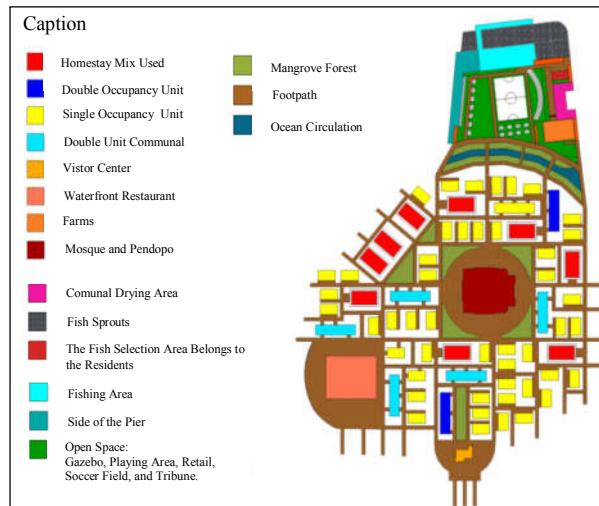 Caption
Homestay Mix Used
Double Occupancy Unit
Single Occupancy Unit
Double Unit Communal
Vistor Center
Waterfront Restaurant
Farms
Mosque and Pendopo
Comunal Drying Area
Fish Sprouts
The Fish Selection Area Belongs to
the Residents
Fishing Area
Side of the Pier
Open Space:
Gazebo, Playing Area, Retail,
Soccer Field, and Tribune.
Mangrove Forest
Footpath
Ocean Circulation